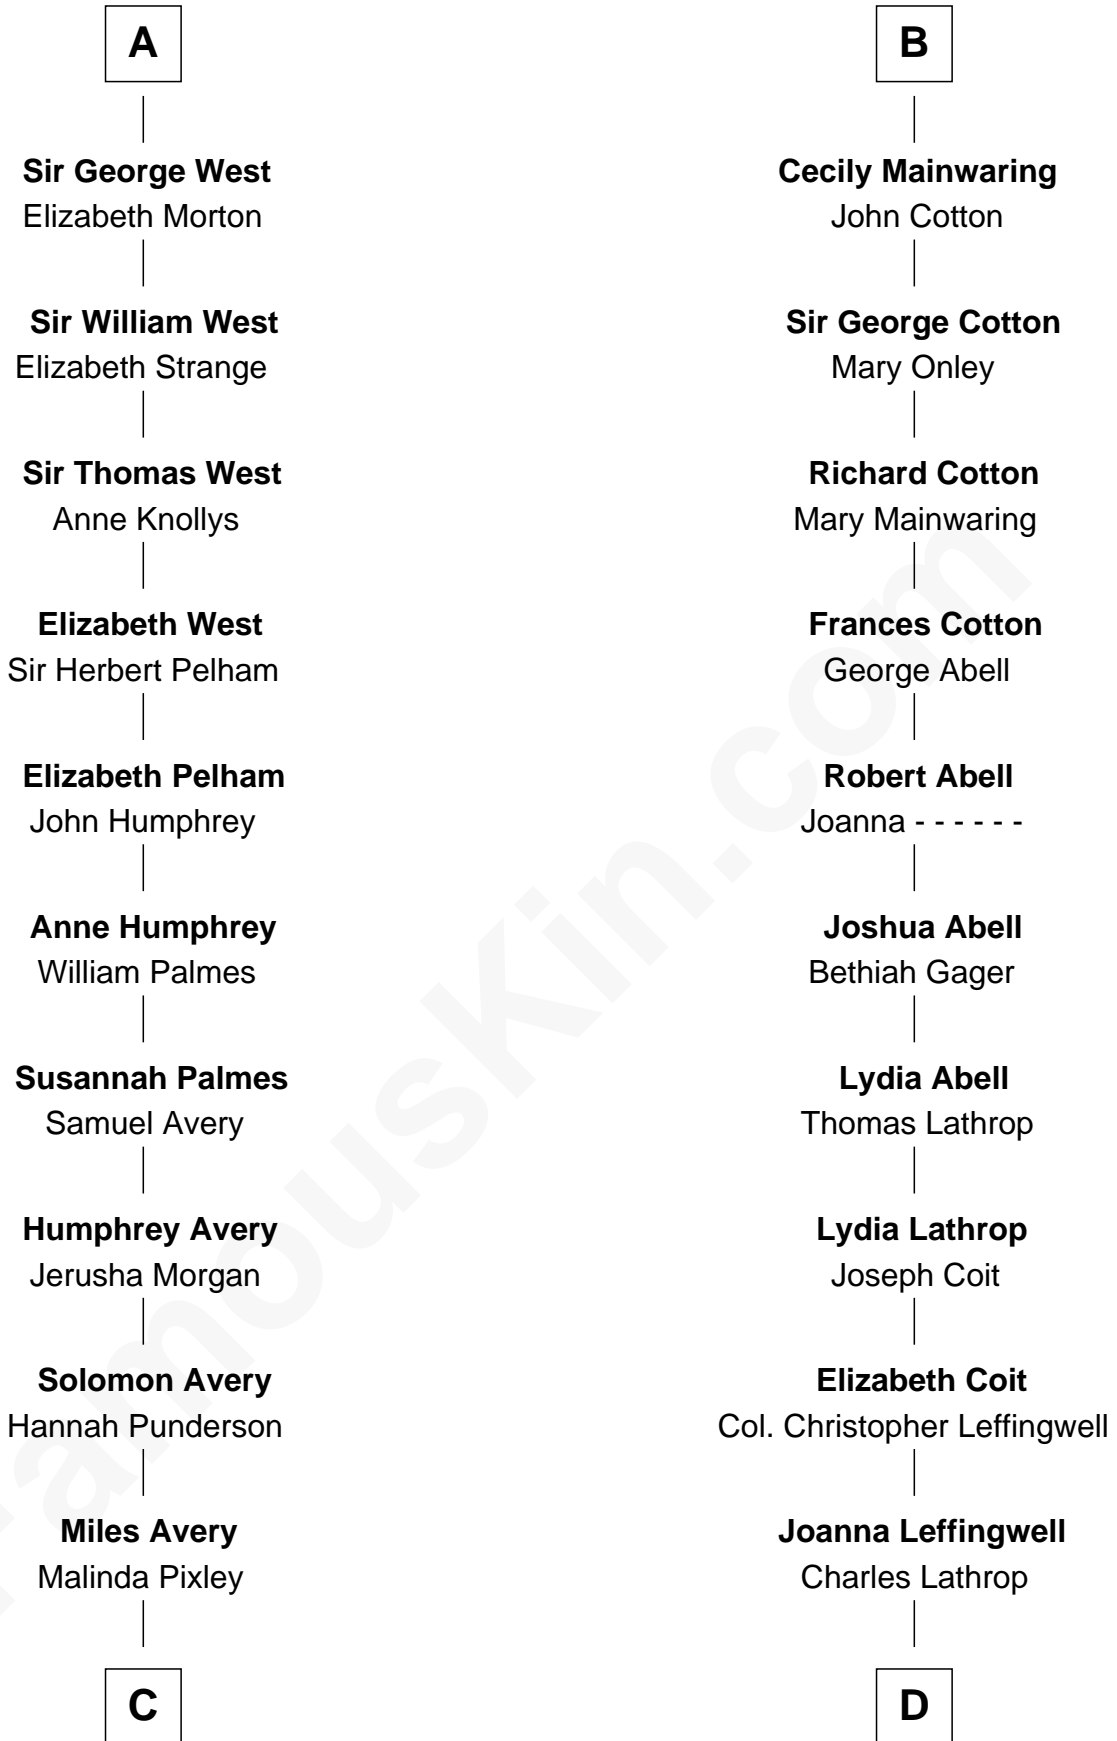 A
Sir George West
Elizabeth Morton
Sir William West
Elizabeth Strange
Sir Thomas West
Anne Knollys
Elizabeth West
Sir Herbert Pelham
Elizabeth Pelham
John Humphrey
Anne Humphrey
William Palmes
Susannah Palmes
Samuel Avery
Humphrey Avery
Jerusha Morgan
Solomon Avery
Hannah Punderson
Miles Avery
Malinda Pixley
C
B
Cecily Mainwaring
John Cotton
Sir George Cotton
Mary Onley
Richard Cotton
Mary Mainwaring
Frances Cotton
George Abell
Robert Abell
Joanna - - - - - -
Joshua Abell
Bethiah Gager
Lydia Abell
Thomas Lathrop
Lydia Lathrop
Joseph Coit
Elizabeth Coit
Col. Christopher Leffingwell
Joanna Leffingwell
Charles Lathrop
D
FamousKin.com